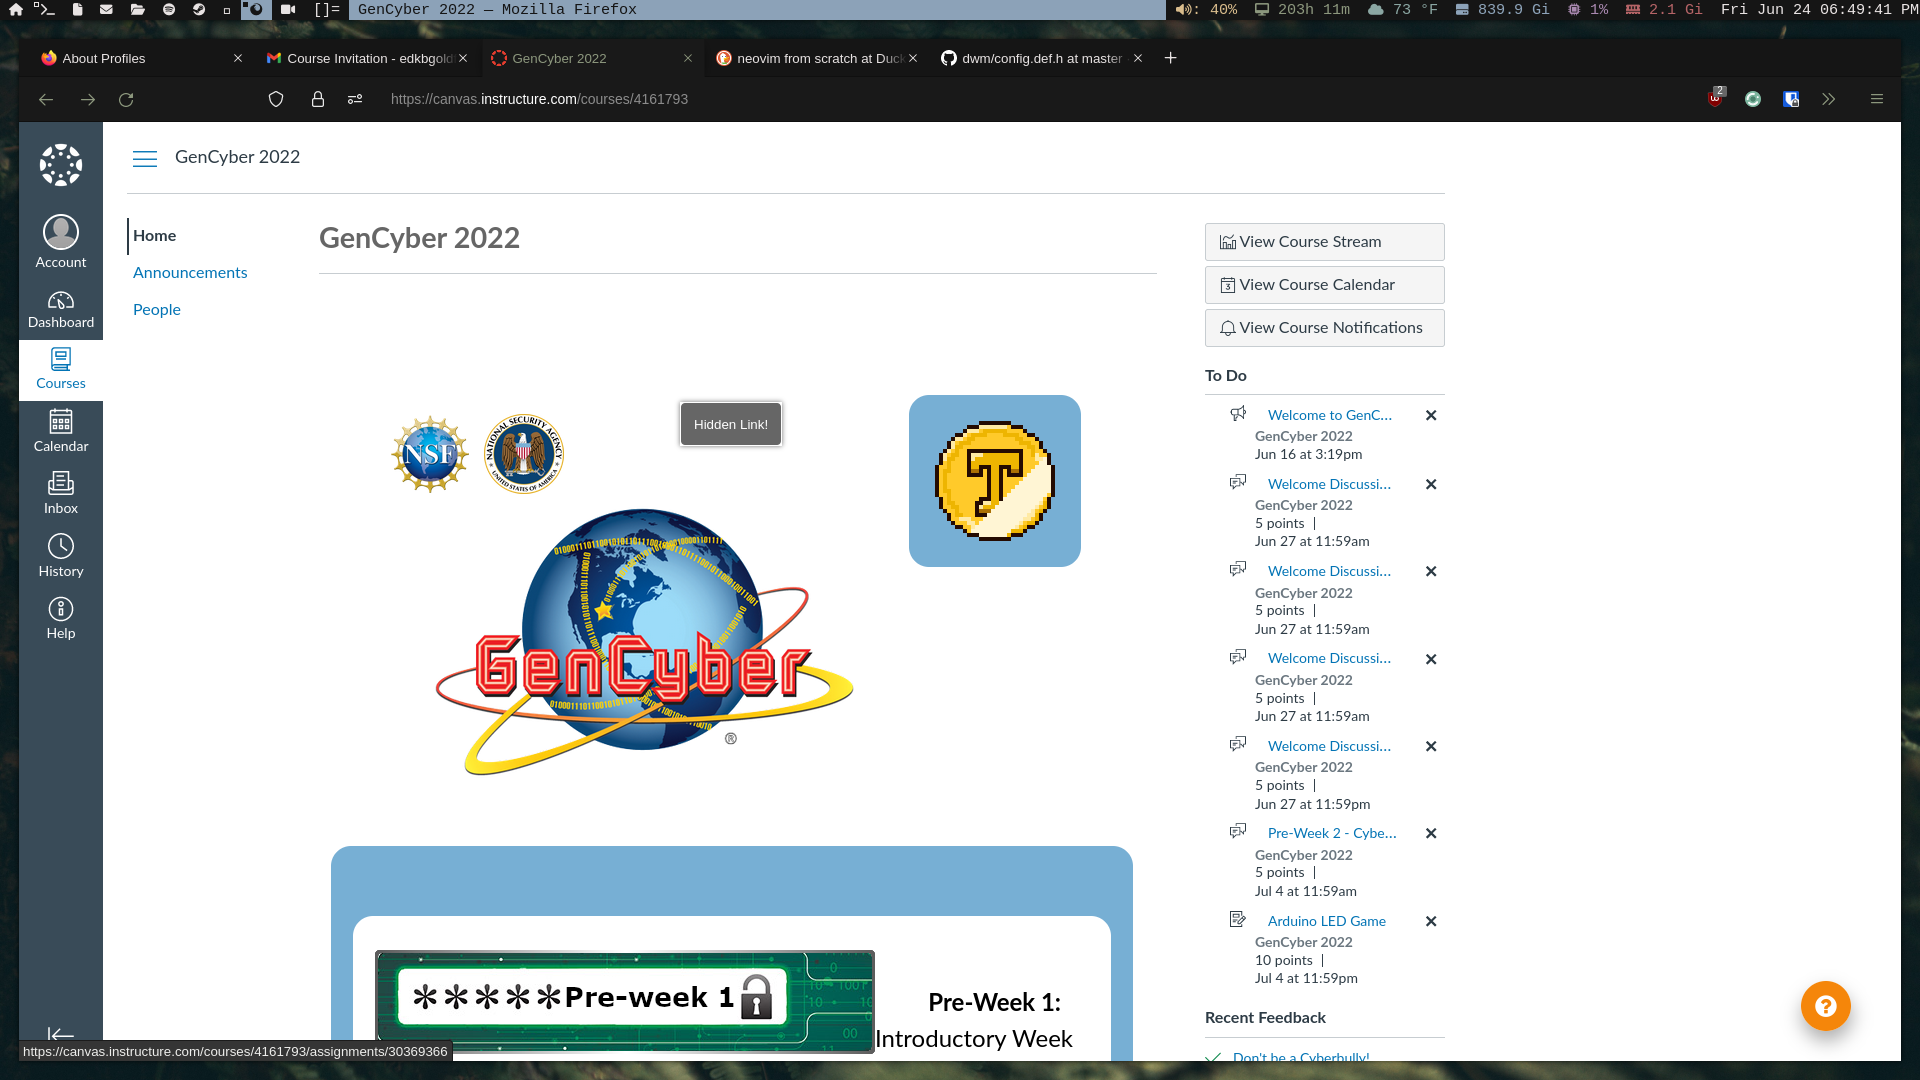 []=
GenCyber 2022 — Mozilla Firefox
: 40%
203h 11m
73 °F
839.9 Gi
1%
2.1 Gi
Fri Jun 24 06:49:41 PM
About Profiles
Course Invitation - edkbgold
GenCyber 2022
neovim from scratch at Duck
dwm/config.def.h at master
https://canvas.instructure.com/courses/4161793
2
GenCyber 2022
Account
Dashboard
Courses
Calendar
Inbox
History
Help
Home
Announcements
People
GenCyber 2022
NSF
NATIONAL SECURITY AGENCY
UNITED STATES OF AMERICA
Hidden Link!
T
GenCyber
®
*****Pre-week 1
Pre-Week 1:
Introductory Week
View Course Stream
View Course Calendar
View Course Notifications
To Do
Welcome to GenC...
GenCyber 2022
Jun 16 at 3:19pm
Welcome Discussi...
GenCyber 2022
5 points |
Jun 27 at 11:59am
Welcome Discussi...
GenCyber 2022
5 points |
Jun 27 at 11:59am
Welcome Discussi...
GenCyber 2022
5 points |
Jun 27 at 11:59am
Welcome Discussi...
GenCyber 2022
5 points |
Jun 27 at 11:59pm
Pre-Week 2 - Cybe...
GenCyber 2022
5 points |
Jul 4 at 11:59am
Arduino LED Game
GenCyber 2022
10 points |
Jul 4 at 11:59pm
Recent Feedback
Don't be a Cyberbully!
https://canvas.instructure.com/courses/4161793/assignments/30369366